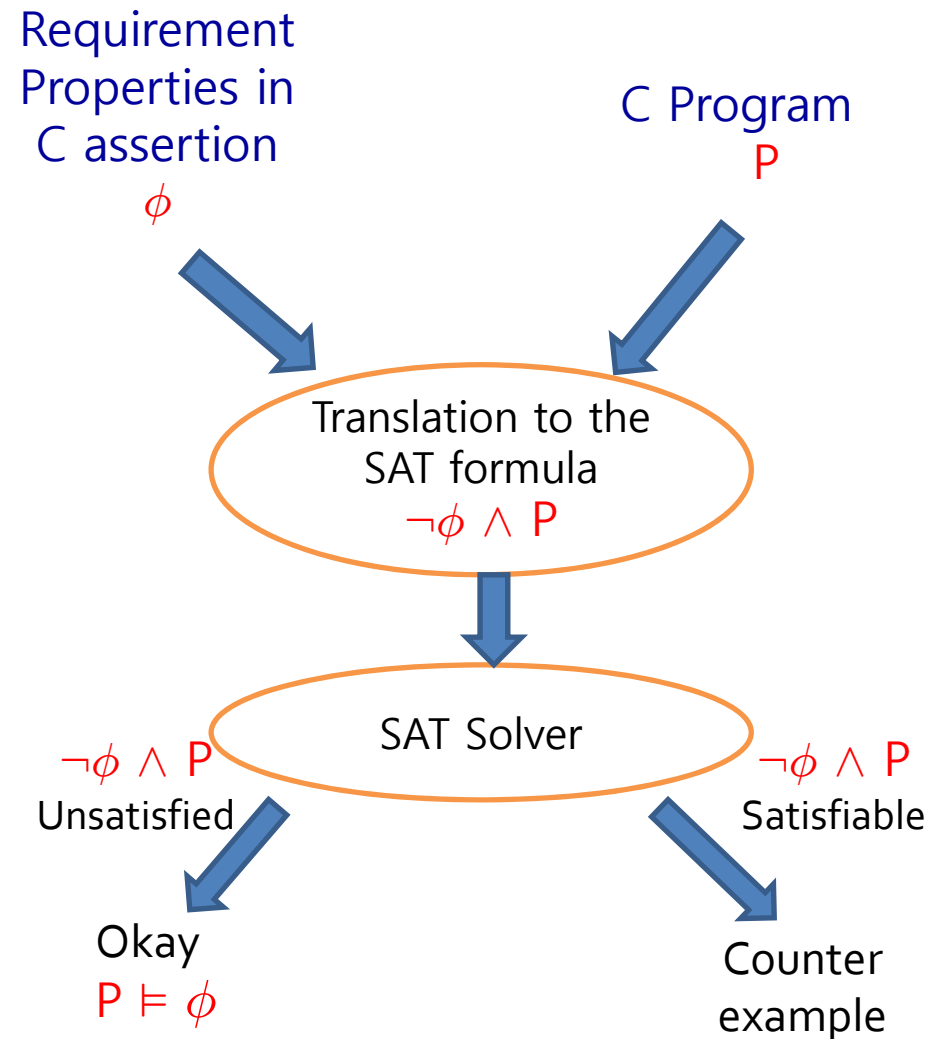 Requirement
Properties in
C assertion
ϕ
C Program
P
Translation to the
SAT formula
¬ϕ ∧ P
SAT Solver
¬ϕ ∧ P
Unsatisfied
¬ϕ ∧ P
Satisfiable
Okay
P ⊨ ϕ
Counter
example